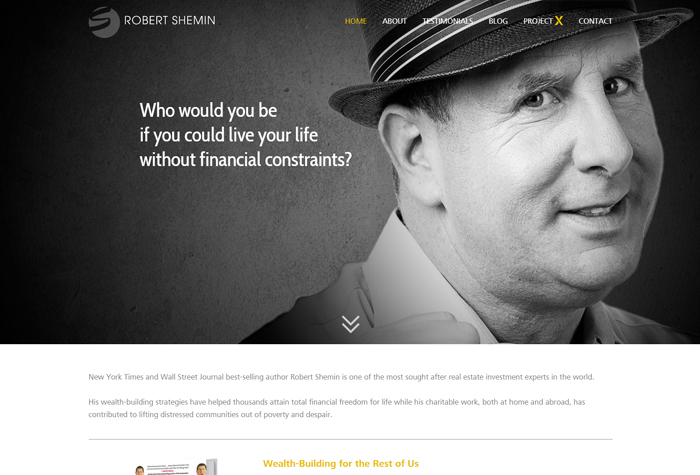 ROBERT SHEMIN
HOME ABOUT TESTIMONIALS BLOG PROJECT X CONTACT
Who would you be
if you could live your life
without financial constraints?
New York Times and Wall Street Journal best-selling author Robert Shemin is one of the most sought after real estate investment experts in the world.
His wealth-building strategies have helped thousands attain total financial freedom for life while his charitable work, both at home and abroad, has
contributed to lifting distressed communities out of poverty and despair.
Wealth-Building for the Rest of Us